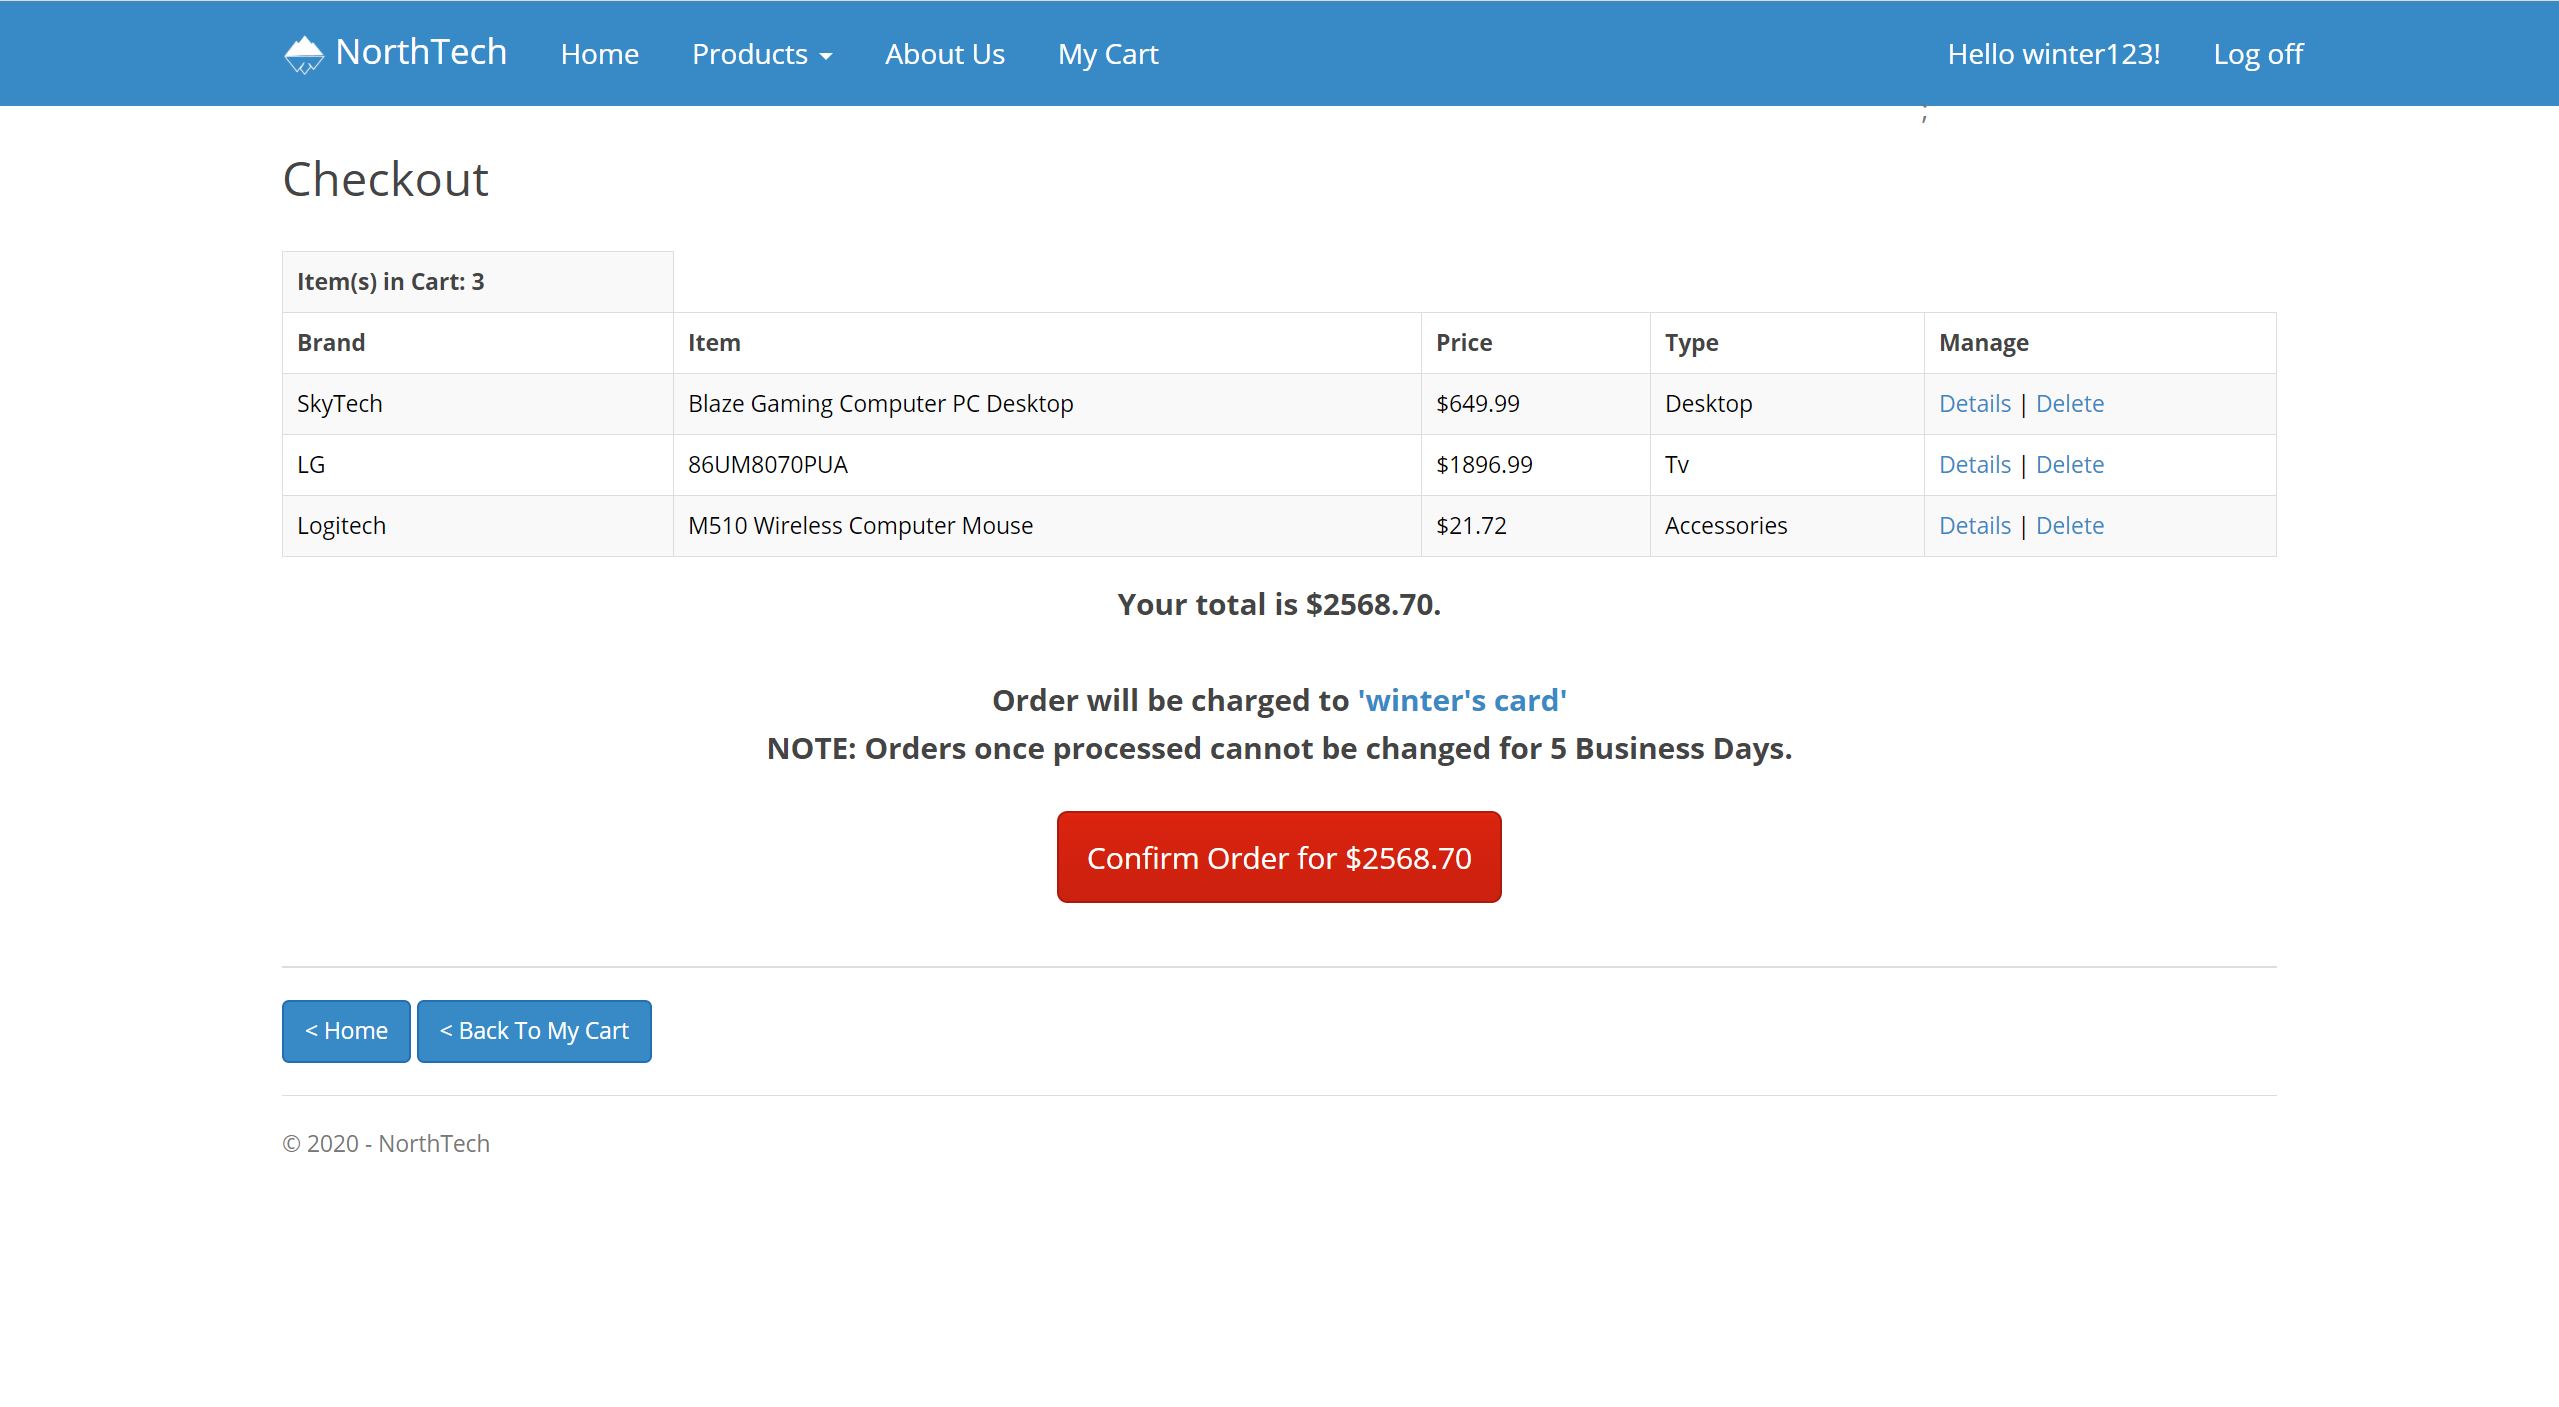 NorthTech Home Products About Us My Cart Hello winter123! Log off
;
Checkout
Item(s) in Cart: 3
Brand Item Price Type Manage
SkyTech Blaze Gaming Computer PC Desktop $649.99 Desktop Details | Delete
LG 86UM8070PUA $1896.99 Tv Details | Delete
Logitech M510 Wireless Computer Mouse $21.72 Accessories Details | Delete
Your total is $2568.70.
Order will be charged to 'winter's card'
NOTE: Orders once processed cannot be changed for 5 Business Days.
Confirm Order for $2568.70
< Home < Back To My Cart
© 2020 - NorthTech